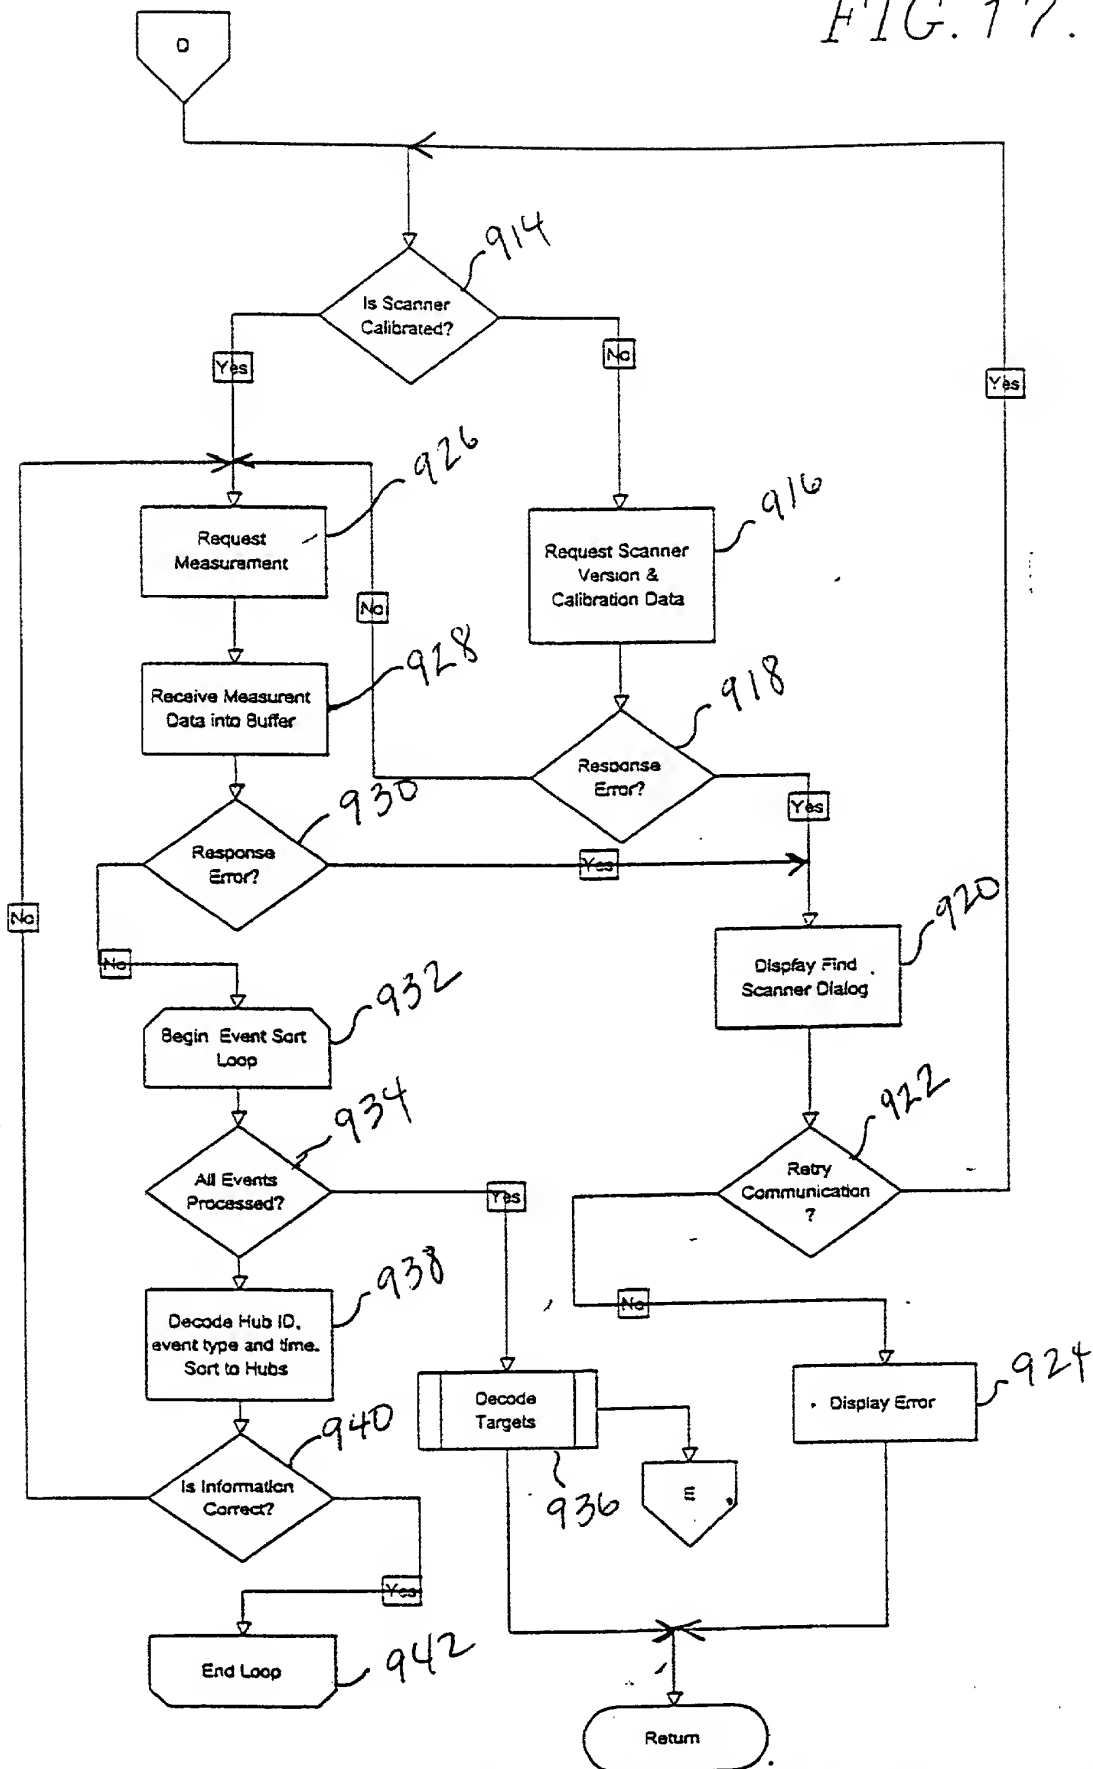 FIG. 17.
D
914
Is Scanner
Calibrated?
Yes
No
Yes
926
916
Request
Measurament
Request Scanner
Version &
Calibration Data
No
928
918
Receive Measurent
Data into Buffer
Response
Error?
930
Yes
Response
Error?
Yes
920
No
No
Display Find
Scanner Dialog
932
Begin Event Sort
Loop
922
934
All Events
Processed?
Yes
Retry
Communication
?
938
No
Decode Hub ID,
event type and time.
Sort to Hubs
924
Decode
Targets
Display Error
940
Is Information
Correct?
936
E
Yes
End Loop
942
Return